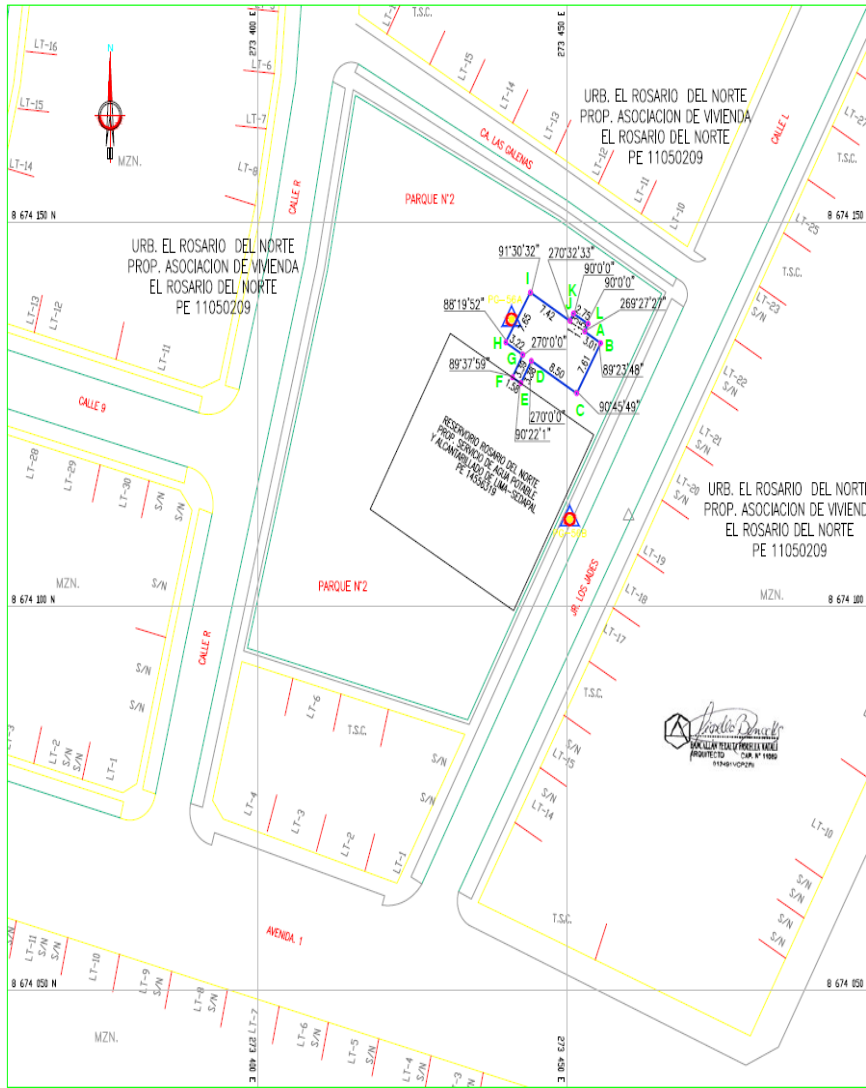 LT-16
LT-15
LT-14
N
MZN.
273 400 E
LT-6
LT-7
LT-8
CALLE R
T.S.C.
LT-15
LT-14
LT-13
LT-12
LT-11
LT-10
CA. LAS GALENAS
273 450 E
URB. EL ROSARIO DEL NORTE
PROP. ASOCIACION DE VIVIENDA
EL ROSARIO DEL NORTE
PE 11050209
CALLE L
LT-27
T.S.C.
LT-25
T.S.C.
LT-23
S/N
LT-22
S/N
LT-21
S/N
LT-20
S/N
PARQUE N°2
8 674 150 N
8 674 150
URB. EL ROSARIO DEL NORTE
PROP. ASOCIACION DE VIVIENDA
EL ROSARIO DEL NORTE
PE 11050209
91°30'32"
270°32'33"
90°0'0"
90°0'0"
269°27'27"
88°19'52"
89°37'59"
270°0'0"
270°0'0"
90°22'1"
90°45'49"
89°23'48"
I
K
J
L
A
B
H
G
F
D
E
C
7.65
7.42
2.75
3.01
3.22
8.50
7.61
1.58
LT-13
LT-12
LT-11
CALLE 9
RESERVORIO ROSARIO DEL NORTE
PROP. SERVICIO DE AGUA POTABLE
Y ALCANTARILLADO DE LIMA-SEDAPAL
URB. EL ROSARIO DEL NORT
PROP. ASOCIACION DE VIVIEND
EL ROSARIO DEL NORTE
PE 11050209
LT-28
LT-29
LT-30
S/N
S/N
MZN.
S/N
PARQUE N°2
JR. LOS JADES
LT-19
LT-18
LT-17
MZN.
8 674 100 N
8 674 100
CALLE R
S/N
S/N
T.S.C.
LT-6
T.S.C.
LT-3
LT-2
S/N
S/N
LT-1
S/N
S/N
LT-15
S/N
LT-14
LT-4
LT-3
LT-2
LT-1
ARQUITECTO
LT-10
S/N
S/N
S/N
S/N
T.S.C.
AVENIDA. 1
S/N
LT-11
S/N
S/N
LT-10
LT-9
S/N
LT-8
S/N
LT-7
LT-6
S/N
LT-5
S/N
LT-4
S/N
LT-3
8 674 050 N
8 674 050
MZN.
273 400 E
273 450 E